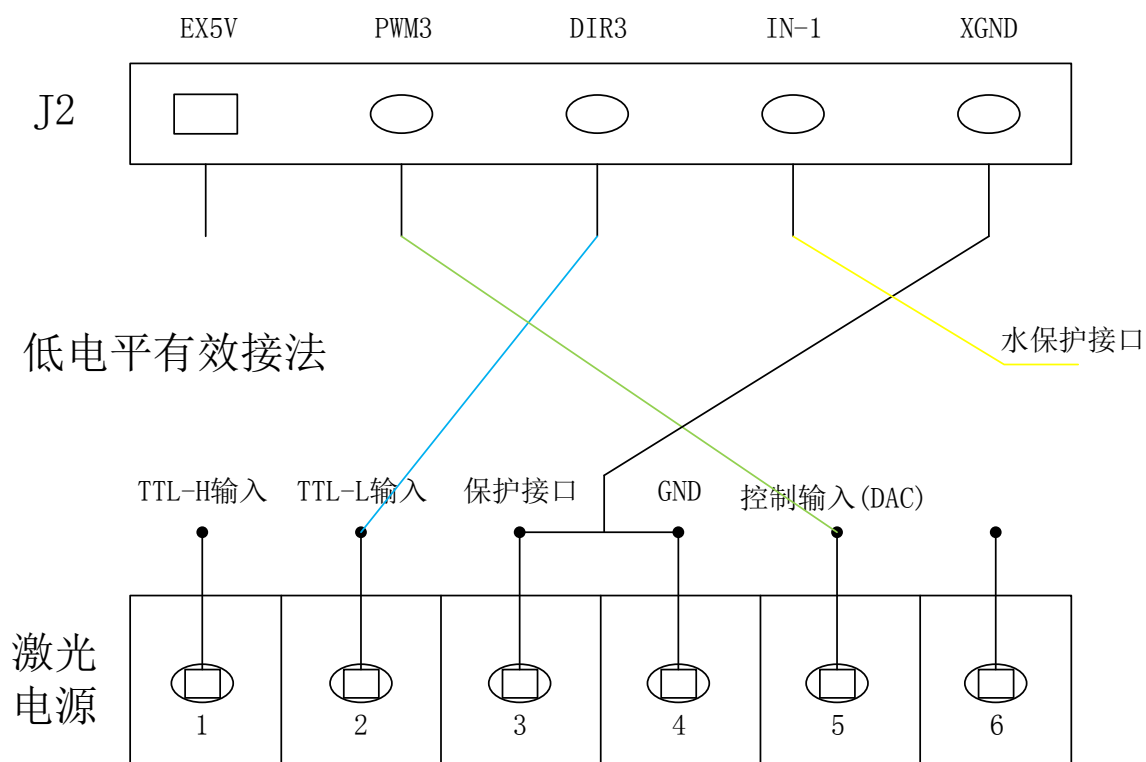 EX5V PWM3 DIR3 IN-1 XGND
J2
低电平有效接法
水保护接口
TTL-H输入 TTL-L输入 保护接口 GND 控制输入(DAC)
激光
电源
1 2 3 4 5 6